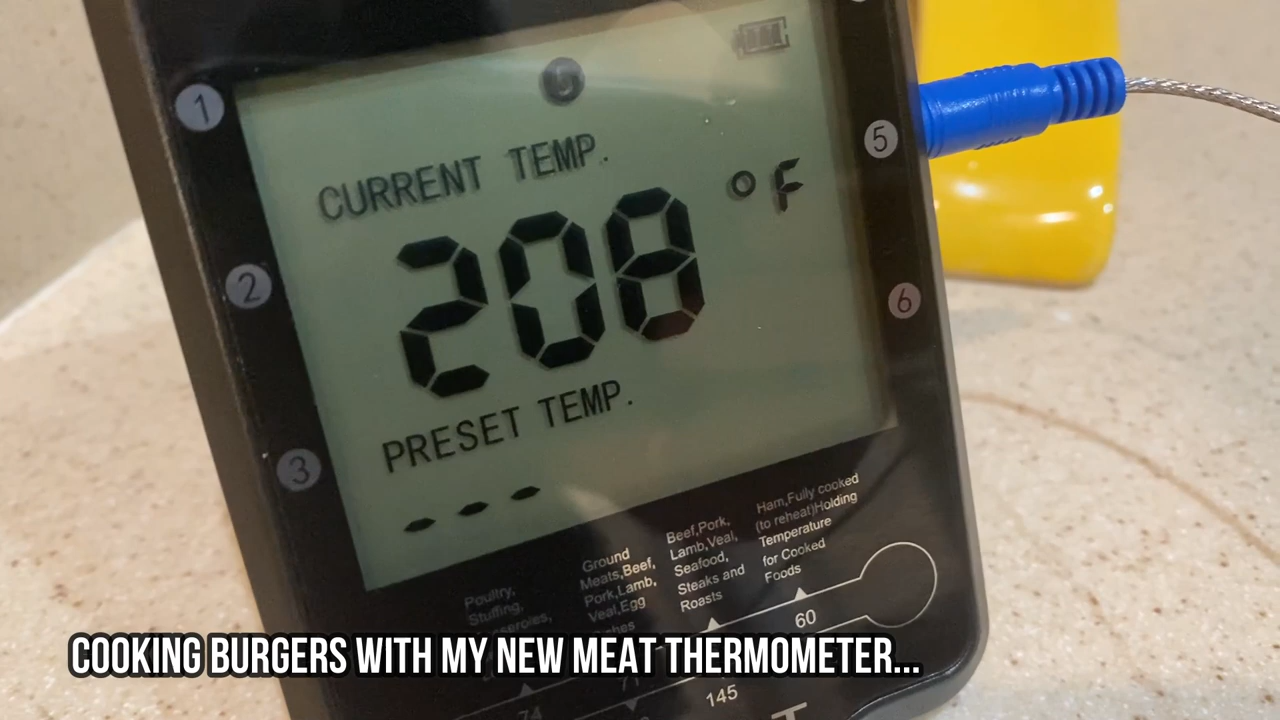 1
CURRENT TEMP.
5
208 °F
2
6
PRESET TEMP.
3
---
Poultry,
Stuffing,
Ground
Meats,Beef,
Pork,Lamb,
Veal,Egg
Beef,Pork,
Lamb,Veal,
Seafood,
Steaks and
Roasts
Ham,Fully cooked
(to reheat)Holding
Temperature
for Cooked
Foods
60
145
74
COOKING BURGERS WITH MY NEW MEAT THERMOMETER...